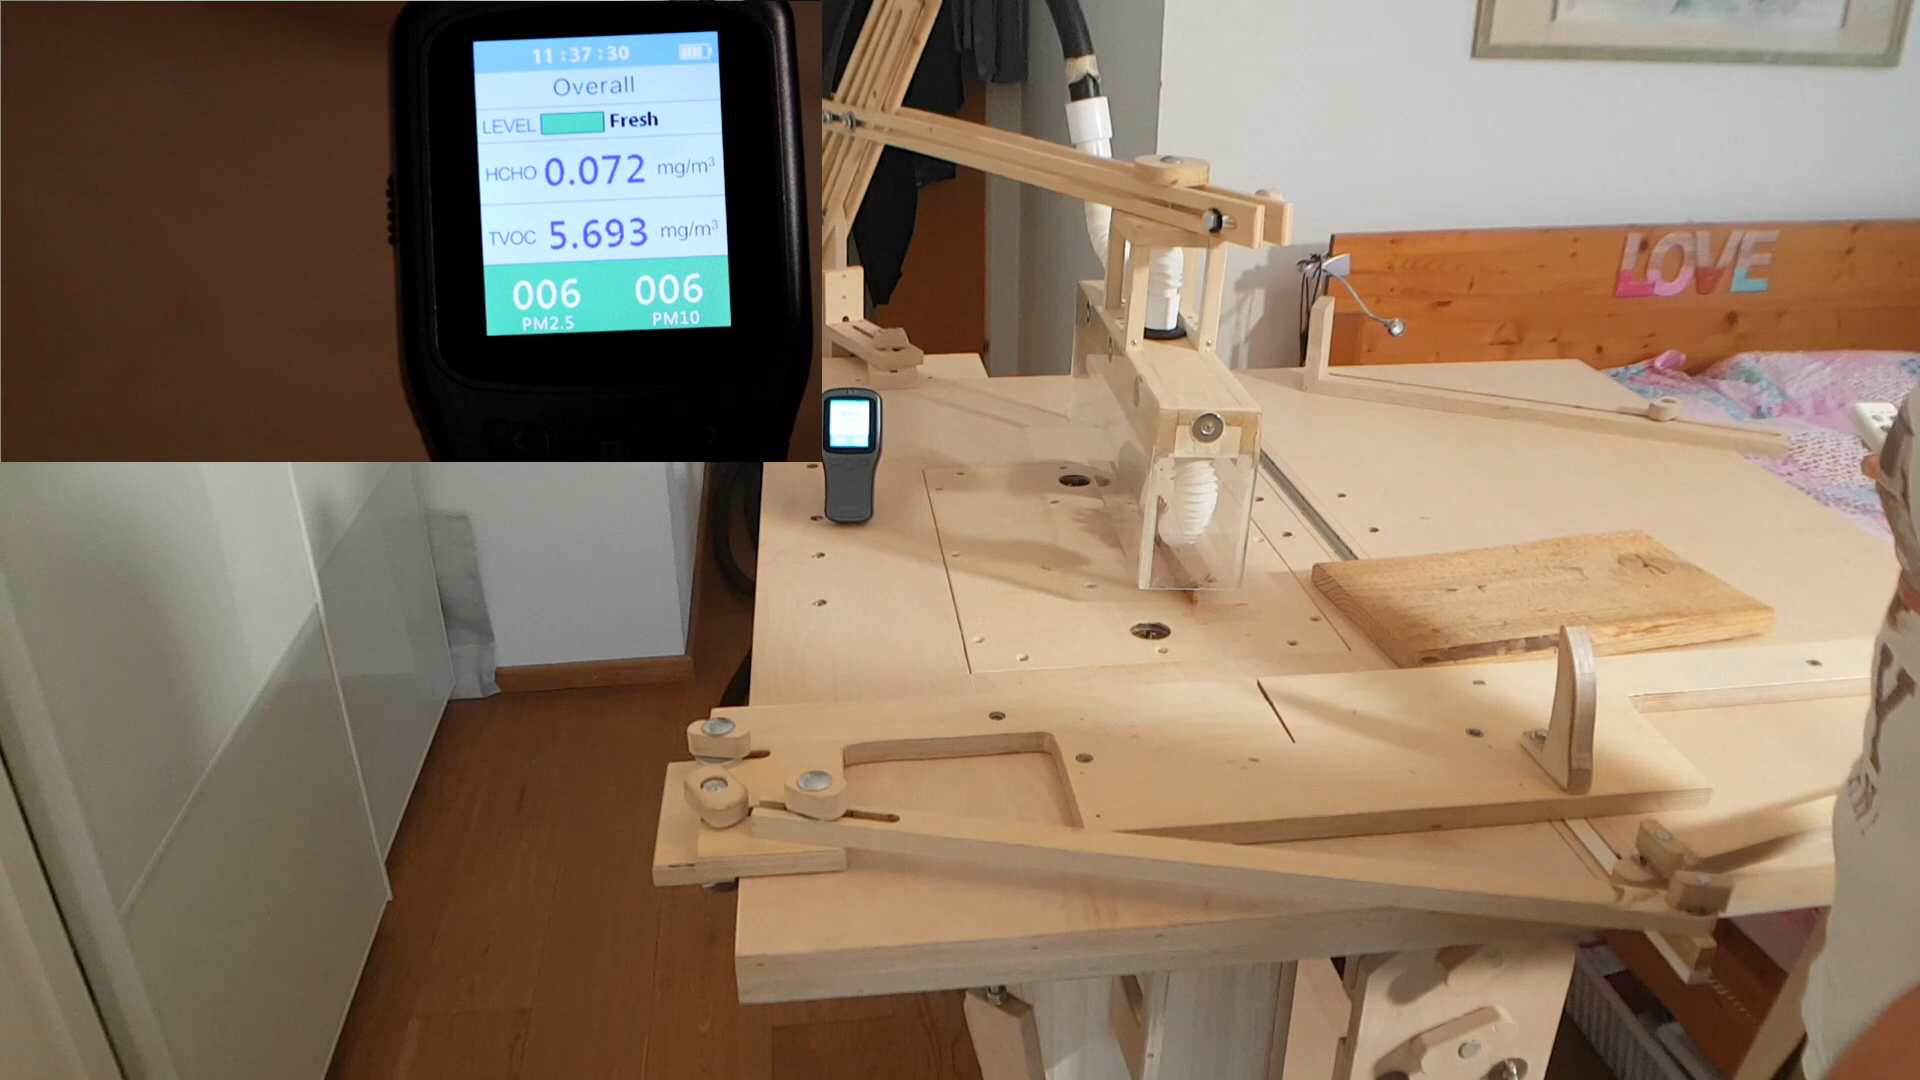 11:37:30
Overall
LEVEL Fresh
HCHO 0.072 mg/m³
TVOC 5.693 mg/m³
006 006
PM2.5 PM10
LOVE